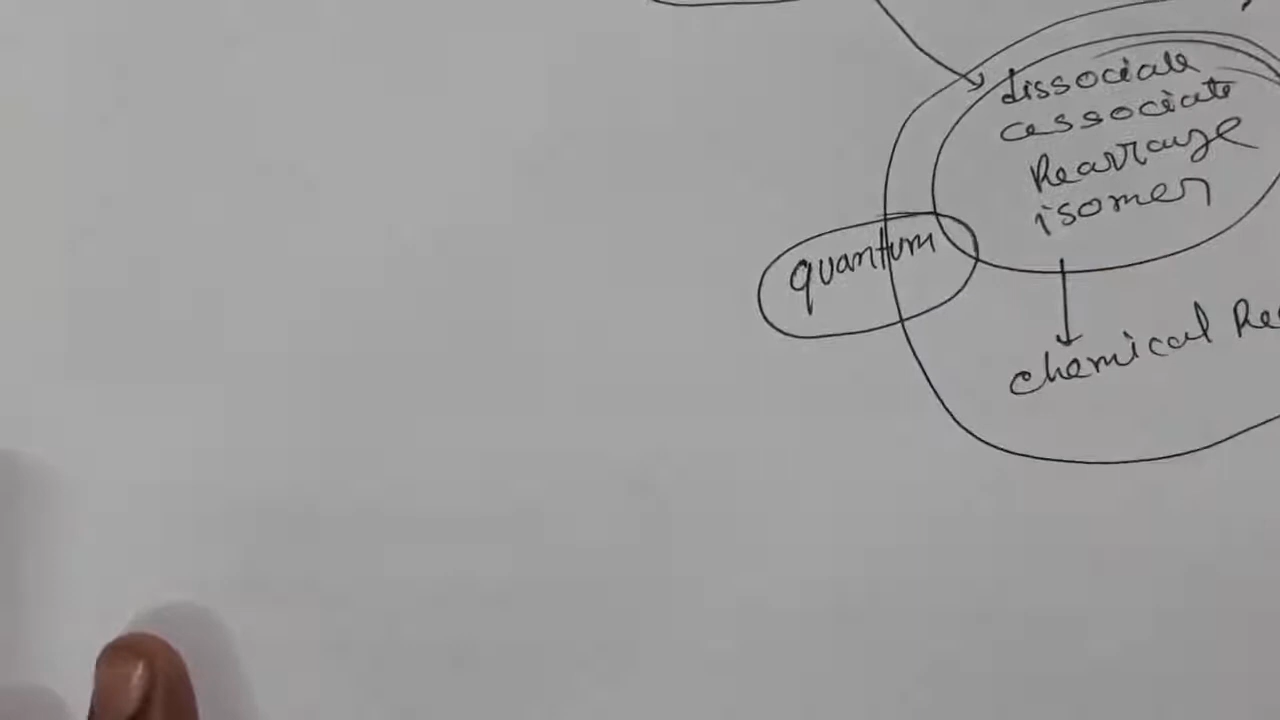 dissociate
associate
Rearrange
isomer
quantum
chemical Re